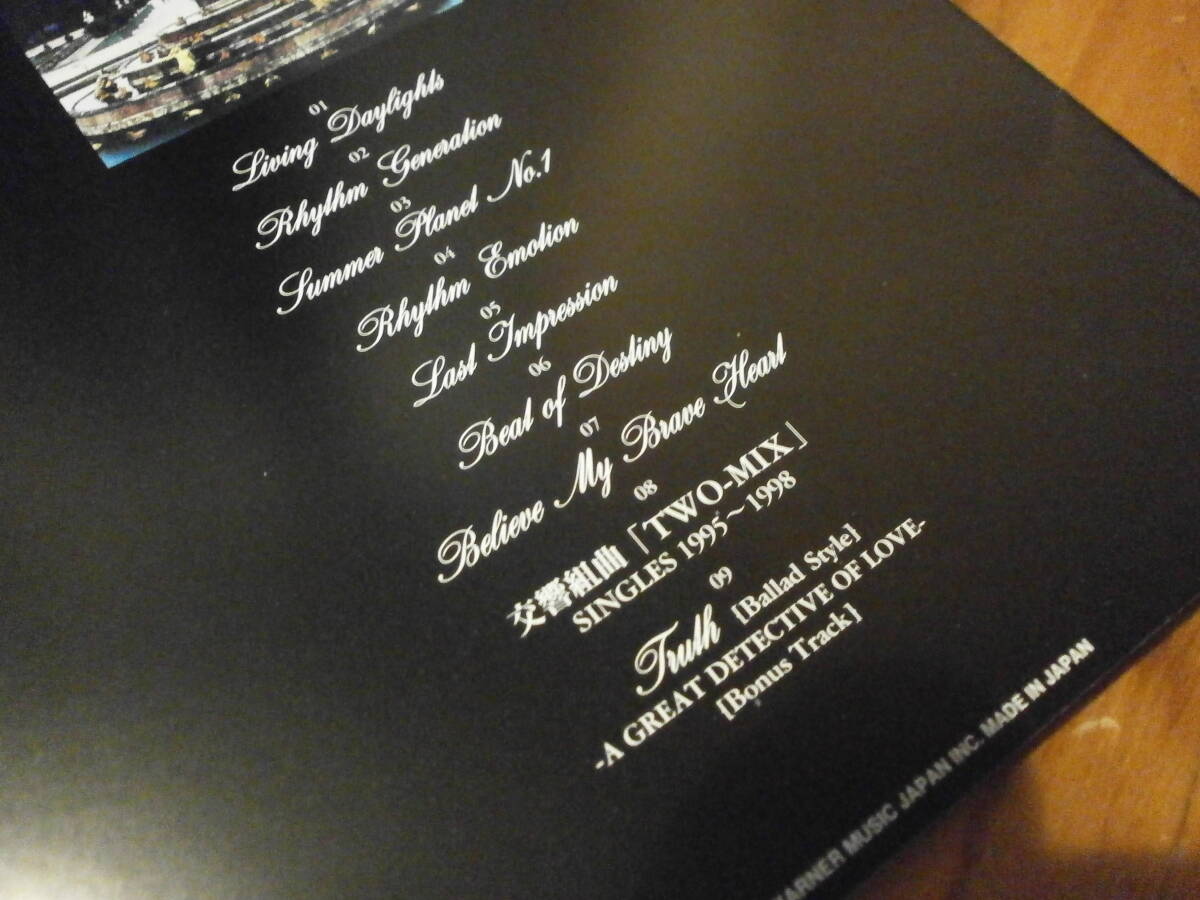 01
Living Daylights
02
Rhythm Generation
03
Summer Planet No.1
04
Rhythm Emotion
05
Last Impression
06
Beat of Destiny
07
Believe My Brave Heart
08
交響組曲「TWO-MIX」
SINGLES 1995〜1998
09
Truth [Ballad Style]
-A GREAT DETECTIVE OF LOVE-
[Bonus Track]
WARNER MUSIC JAPAN INC. MADE IN JAPAN